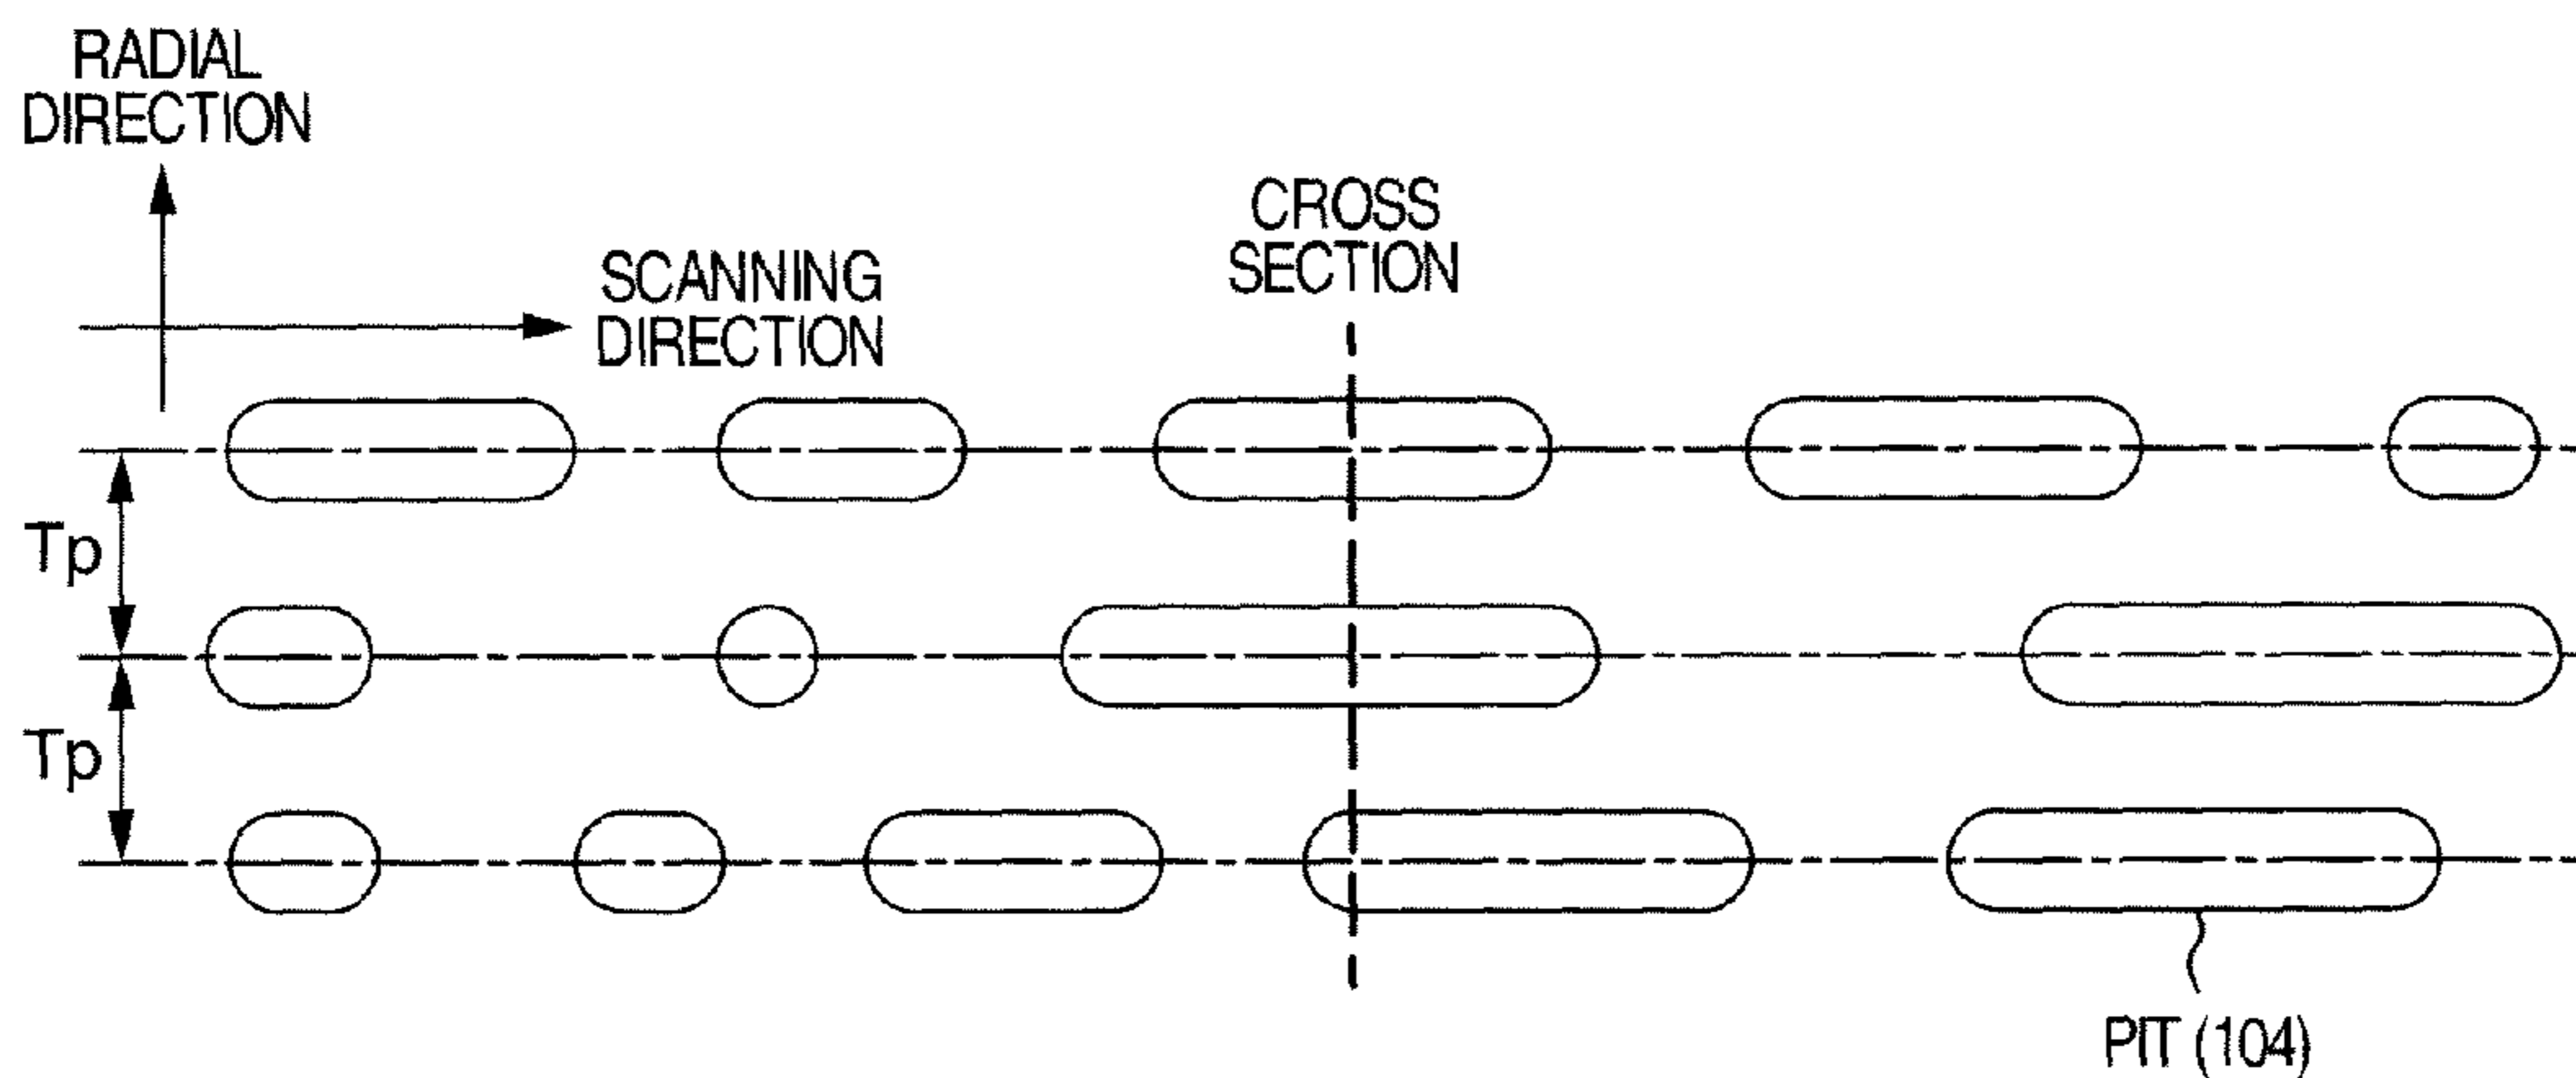 RADIAL
DIRECTION
CROSS
SECTION
SCANNING
DIRECTION
Tp
Tp
PIT (104)